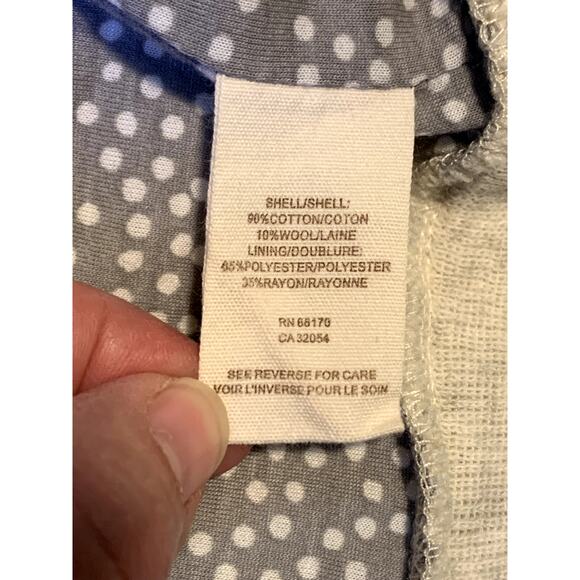 SHELL/SHELL:
90%COTTON/COTON
10%WOOL/LAINE
LINING/DOUBLURE:
65%POLYESTER/POLYESTER
35%RAYON/RAYONNE
RN 66170
CA 32054
SEE REVERSE FOR CARE
VOIR L'INVERSE POUR LE SOIN